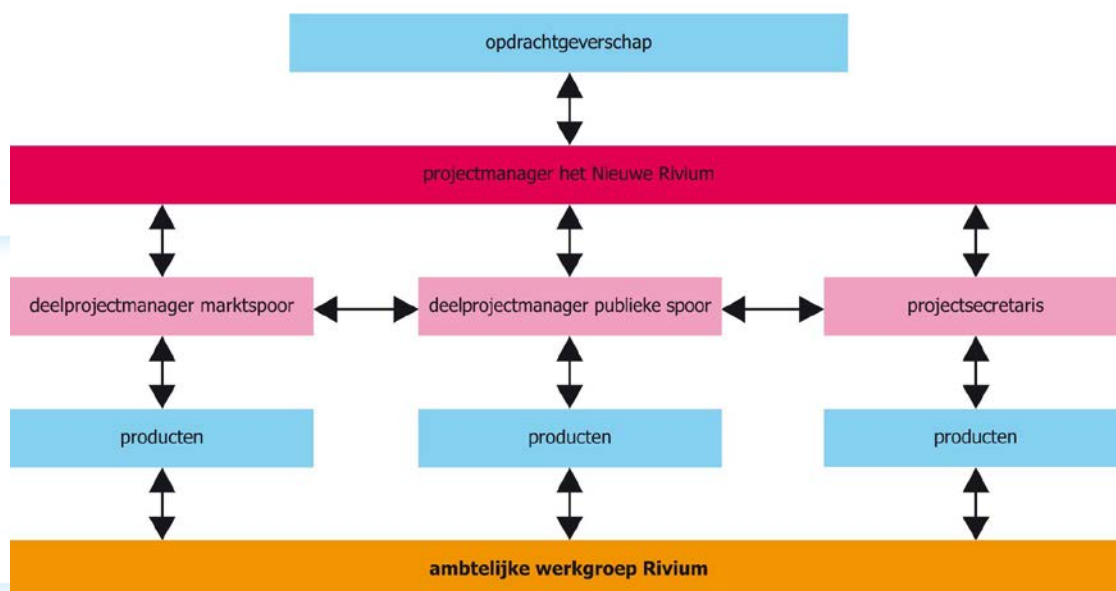 opdrachtgeverschap
projectmanager het Nieuwe Rivium
deelprojectmanager marktspoor
deelprojectmanager publieke spoor
projectsecretaris
producten
producten
producten
ambtelijke werkgroep Rivium